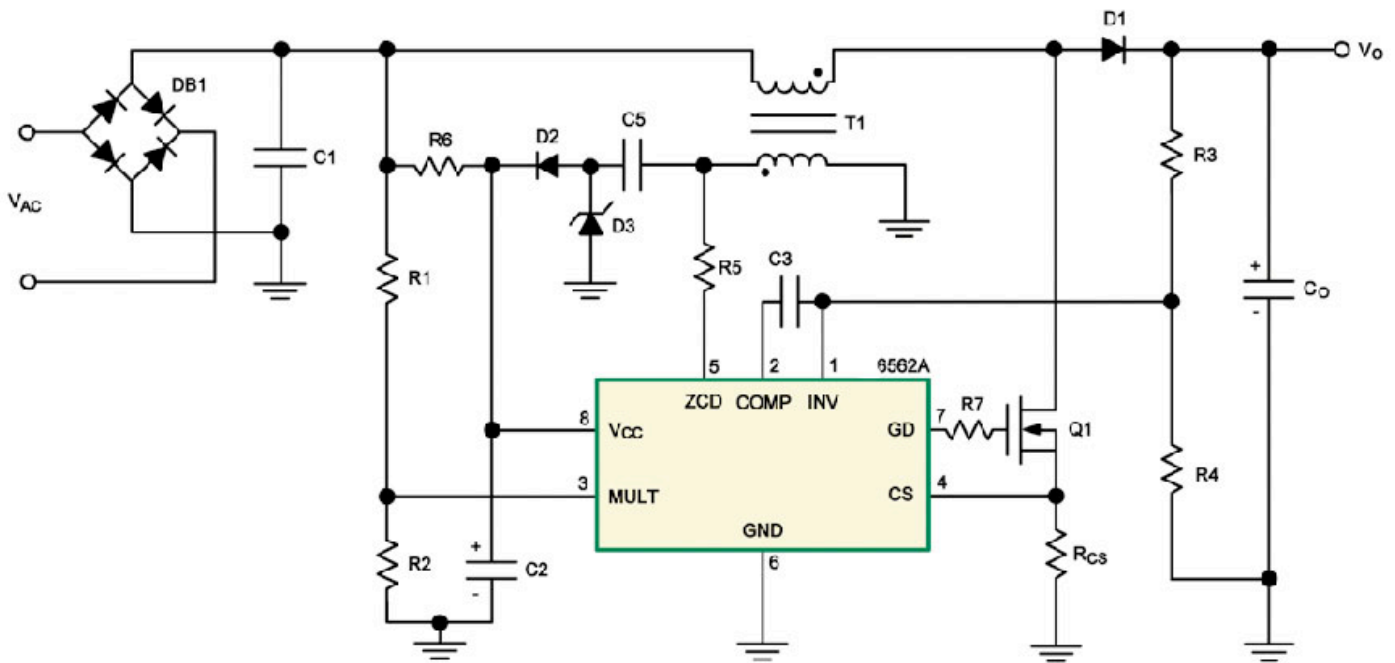 D1
VO
DB1
R6
D2
C5
T1
C1
R3
VAC
D3
R1
R5
C3
+
CO
-
5
2
1
6562A
ZCD
COMP
INV
8
VCC
GD
7
R7
Q1
3
MULT
CS
4
R4
GND
R2
+
C2
-
6
RCS